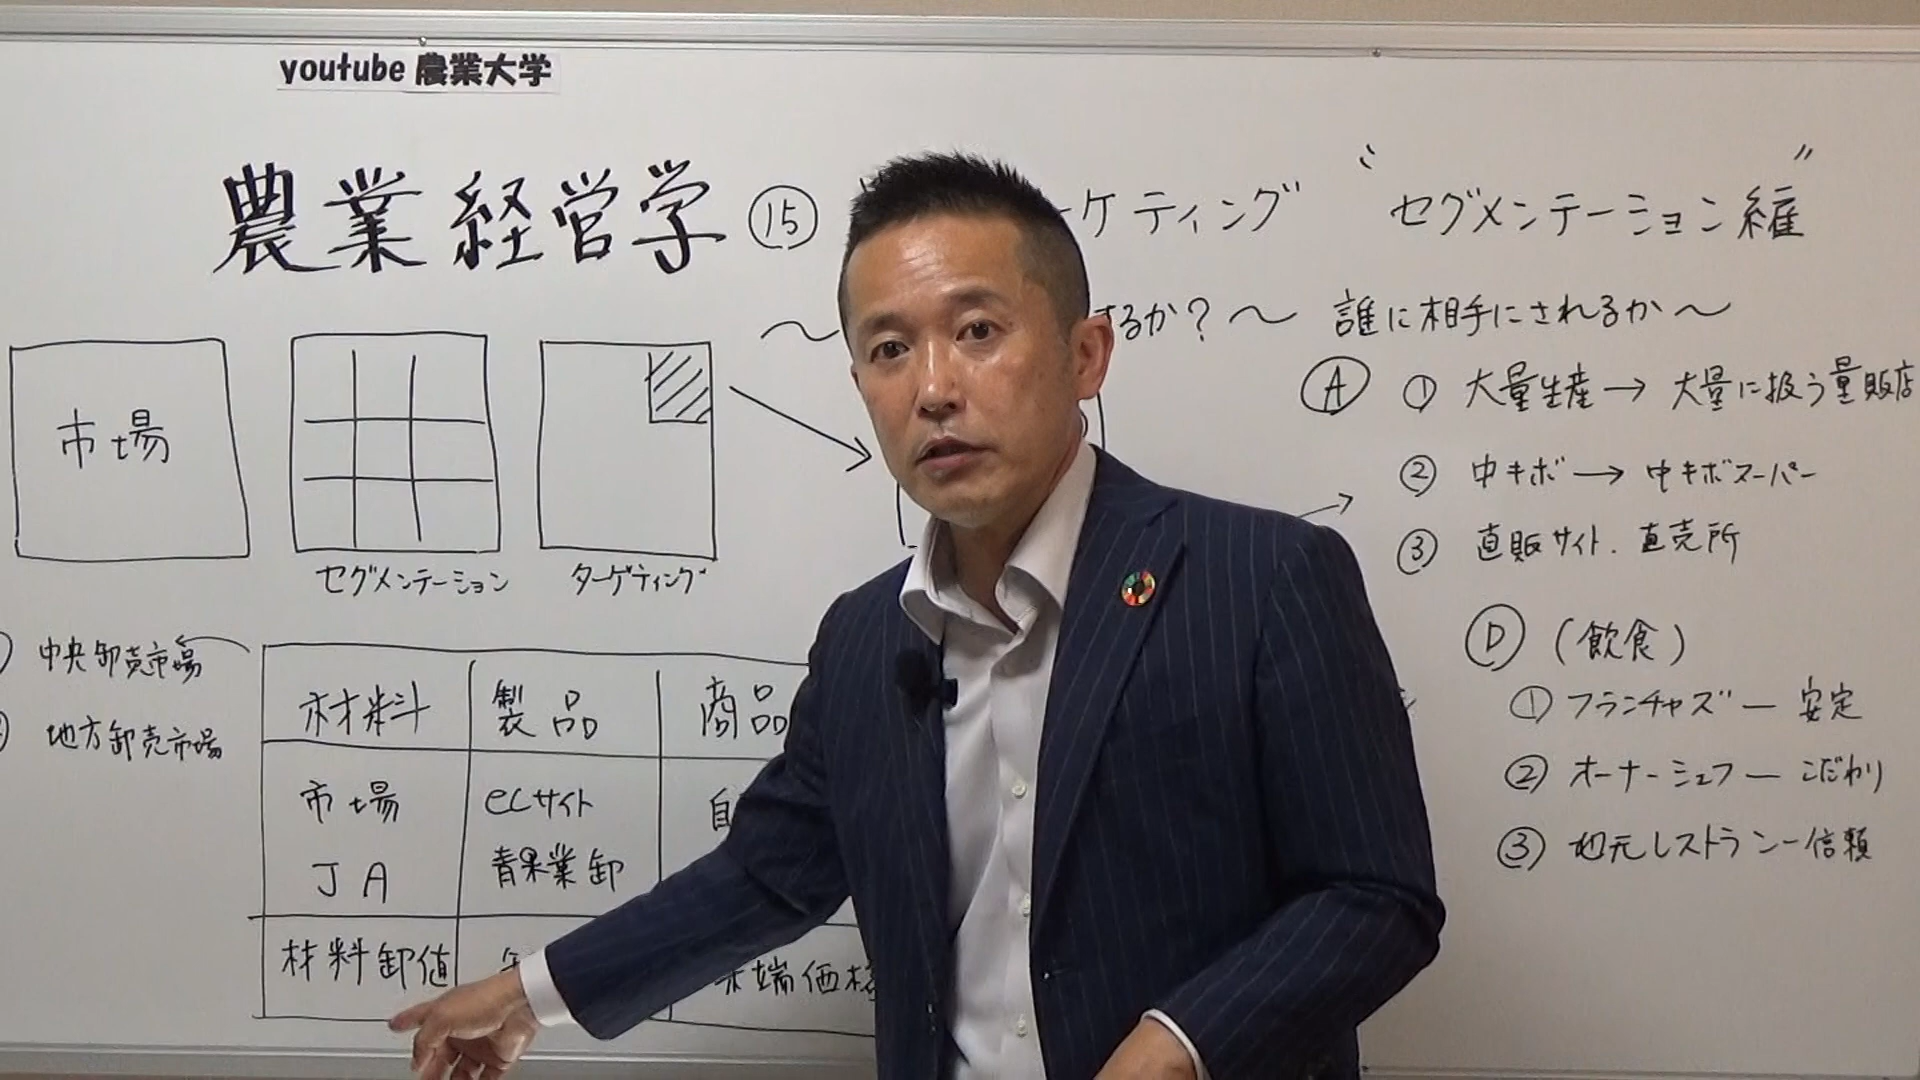 youtube 農業大学
農業経営学 ⑮ ーケティング "セグメンテーション編"
〜 するか?〜 誰に相手にされるか〜
市場
セグメンテーション
ターゲティング
Ⓐ ① 大量生産→大量に扱う量販店
② 中キボ→中キボスーパー
③ 直販サイト.直売所
Ⓓ (飲食)
① フランチャズー安定
② オーナーシェフーこだわり
③ 地元レストランー信頼
中央卸売市場
地方卸売市場
材料 製品 商品
市場 ECサイト 自
JA 青果業卸
材料卸値 末端価格